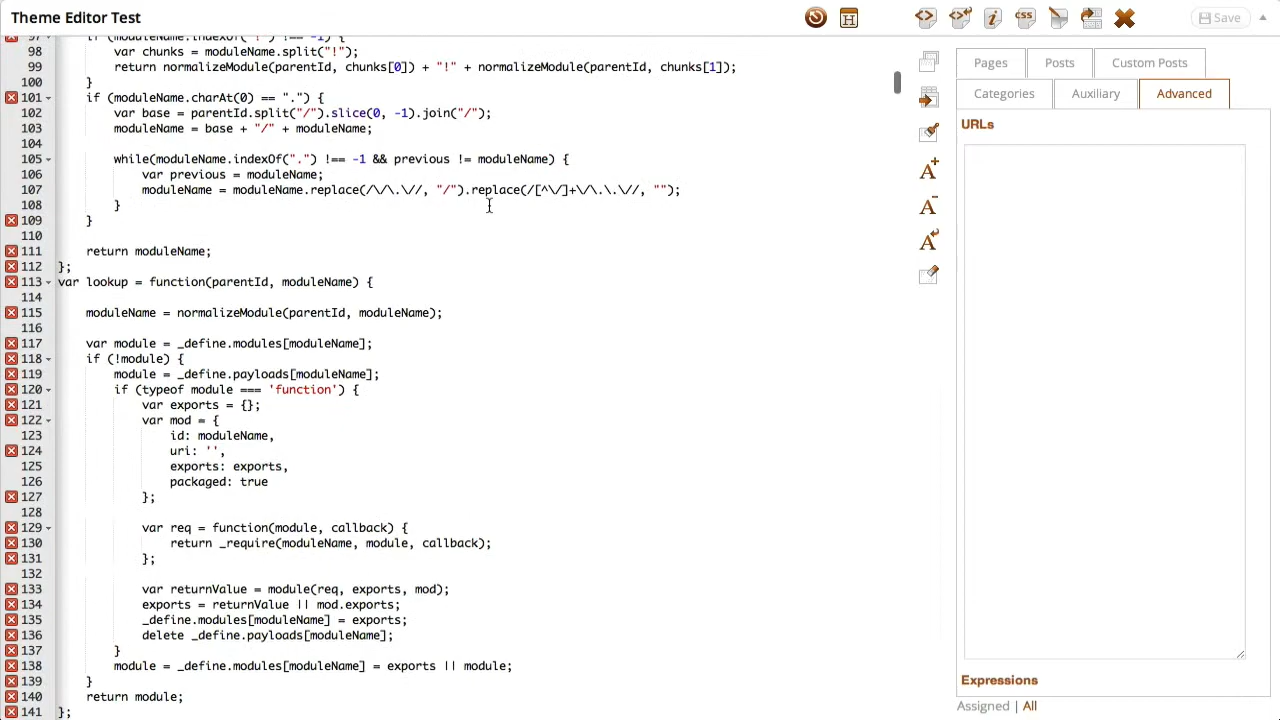 Theme Editor Test
Save
97 if (moduleName.indexOf("!") !== -1) {
98 var chunks = moduleName.split("!");
99 return normalizeModule(parentId, chunks[0]) + "!" + normalizeModule(parentId, chunks[1]);
100 }
101 if (moduleName.charAt(0) == ".") {
102 var base = parentId.split("/").slice(0, -1).join("/");
103 moduleName = base + "/" + moduleName;
104
105 while(moduleName.indexOf(".") !== -1 && previous != moduleName) {
106 var previous = moduleName;
107 moduleName = moduleName.replace(/\/\.\//, "/").replace(/[^\/]+\/\.\.\//, "");
108 }
109 }
110
111 return moduleName;
112 };
113 var lookup = function(parentId, moduleName) {
114
115 moduleName = normalizeModule(parentId, moduleName);
116
117 var module = _define.modules[moduleName];
118 if (!module) {
119 module = _define.payloads[moduleName];
120 if (typeof module === 'function') {
121 var exports = {};
122 var mod = {
123 id: moduleName,
124 uri: '',
125 exports: exports,
126 packaged: true
127 };
128
129 var req = function(module, callback) {
130 return _require(moduleName, module, callback);
131 };
132
133 var returnValue = module(req, exports, mod);
134 exports = returnValue || mod.exports;
135 _define.modules[moduleName] = exports;
136 delete _define.payloads[moduleName];
137 }
138 module = _define.modules[moduleName] = exports || module;
139 }
140 return module;
141 };
H
i
css
A+
A-
A
Pages Posts Custom Posts
Categories Auxiliary Advanced
URLs
Expressions
Assigned | All